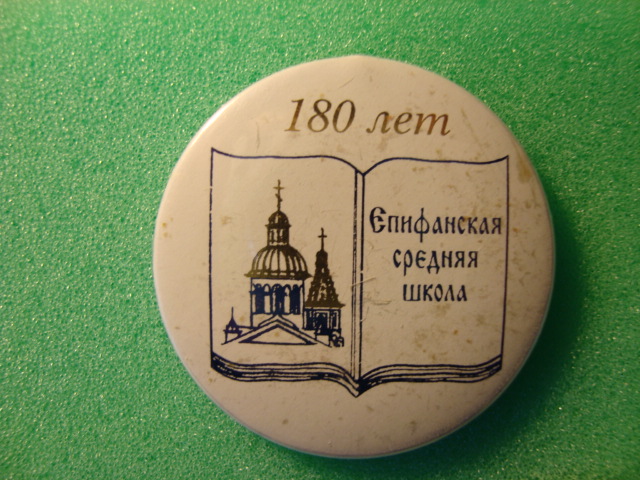 180 лет
Епифанская
средняя
школа